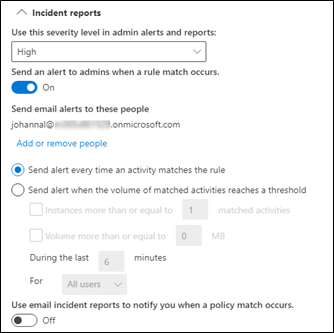 Incident reports
Use this severity level in admin alerts and reports:
High
Send an alert to admins when a rule match occurs.
On
Send email alerts to these people
johannal@ .onmicrosoft.com
Add or remove people
Send alert every time an activity matches the rule
Send alert when the volume of matched activities reaches a threshold
Instances more than or equal to 1 matched activities
Volume more than or equal to 0 MB
During the last 6 minutes
For All users
Use email incident reports to notify you when a policy match occurs.
Off